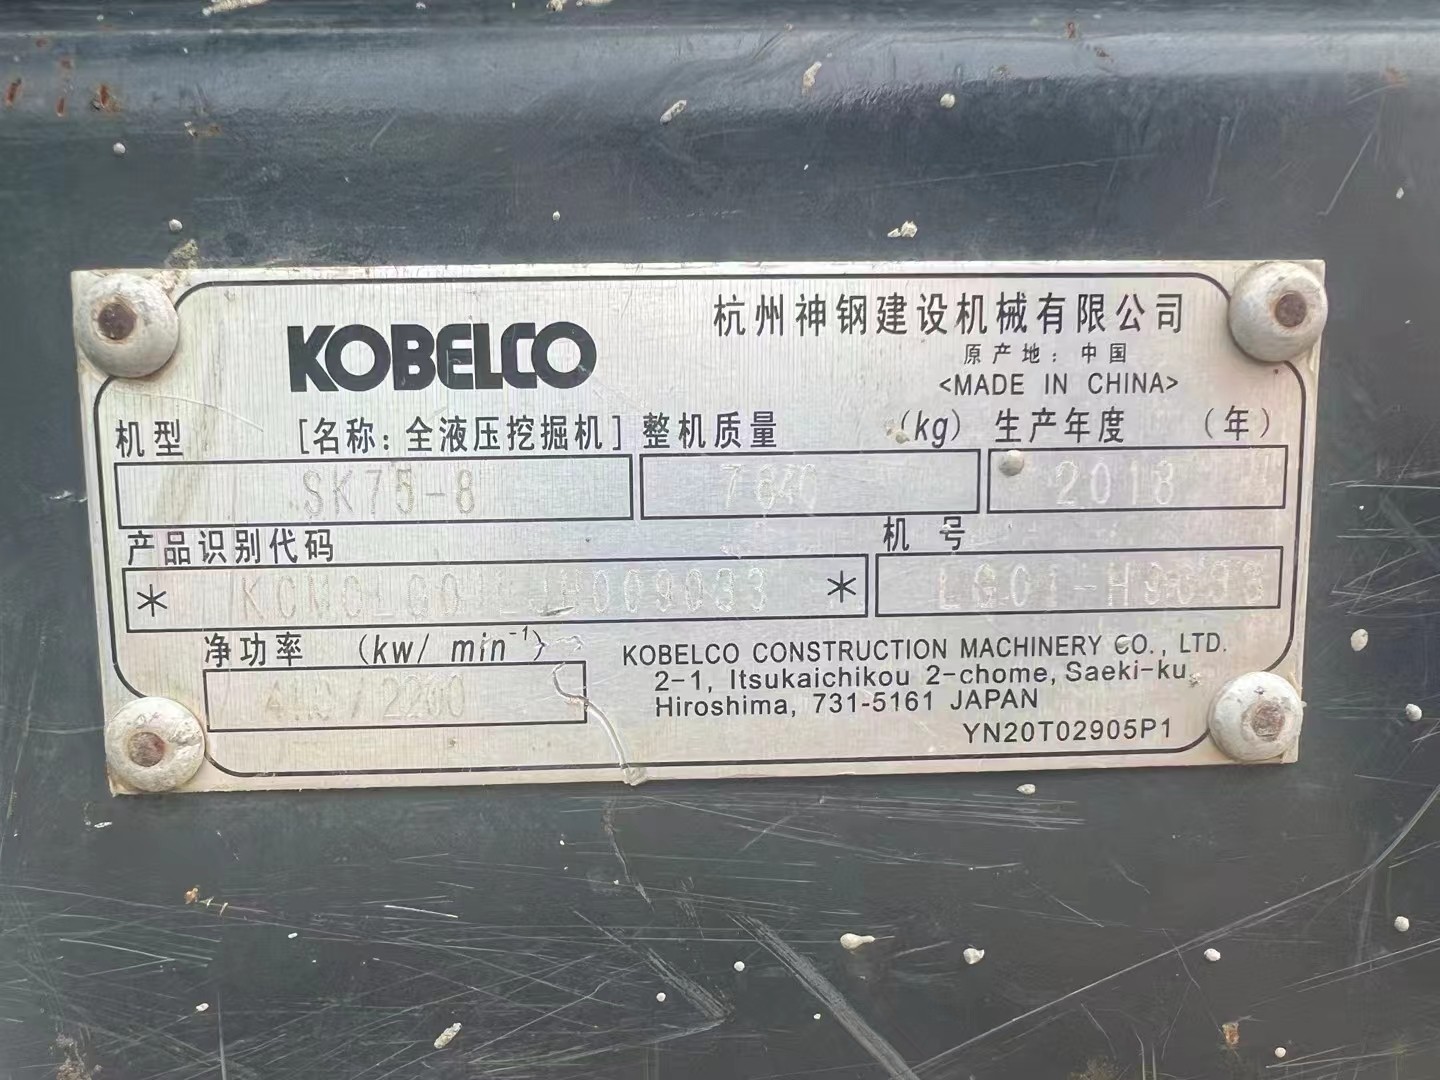 KOBELCO
杭州神钢建设机械有限公司
原产地：中国
<MADE IN CHINA>
机型 [名称：全液压挖掘机] 整机质量 (kg) 生产年度 (年)
SK75-8 2018
产品识别代码 机号
* *
净功率 (kw/ min⁻¹)
KOBELCO CONSTRUCTION MACHINERY CO., LTD.
2-1, Itsukaichikou 2-chome, Saeki-ku,
Hiroshima, 731-5161 JAPAN
YN20T02905P1